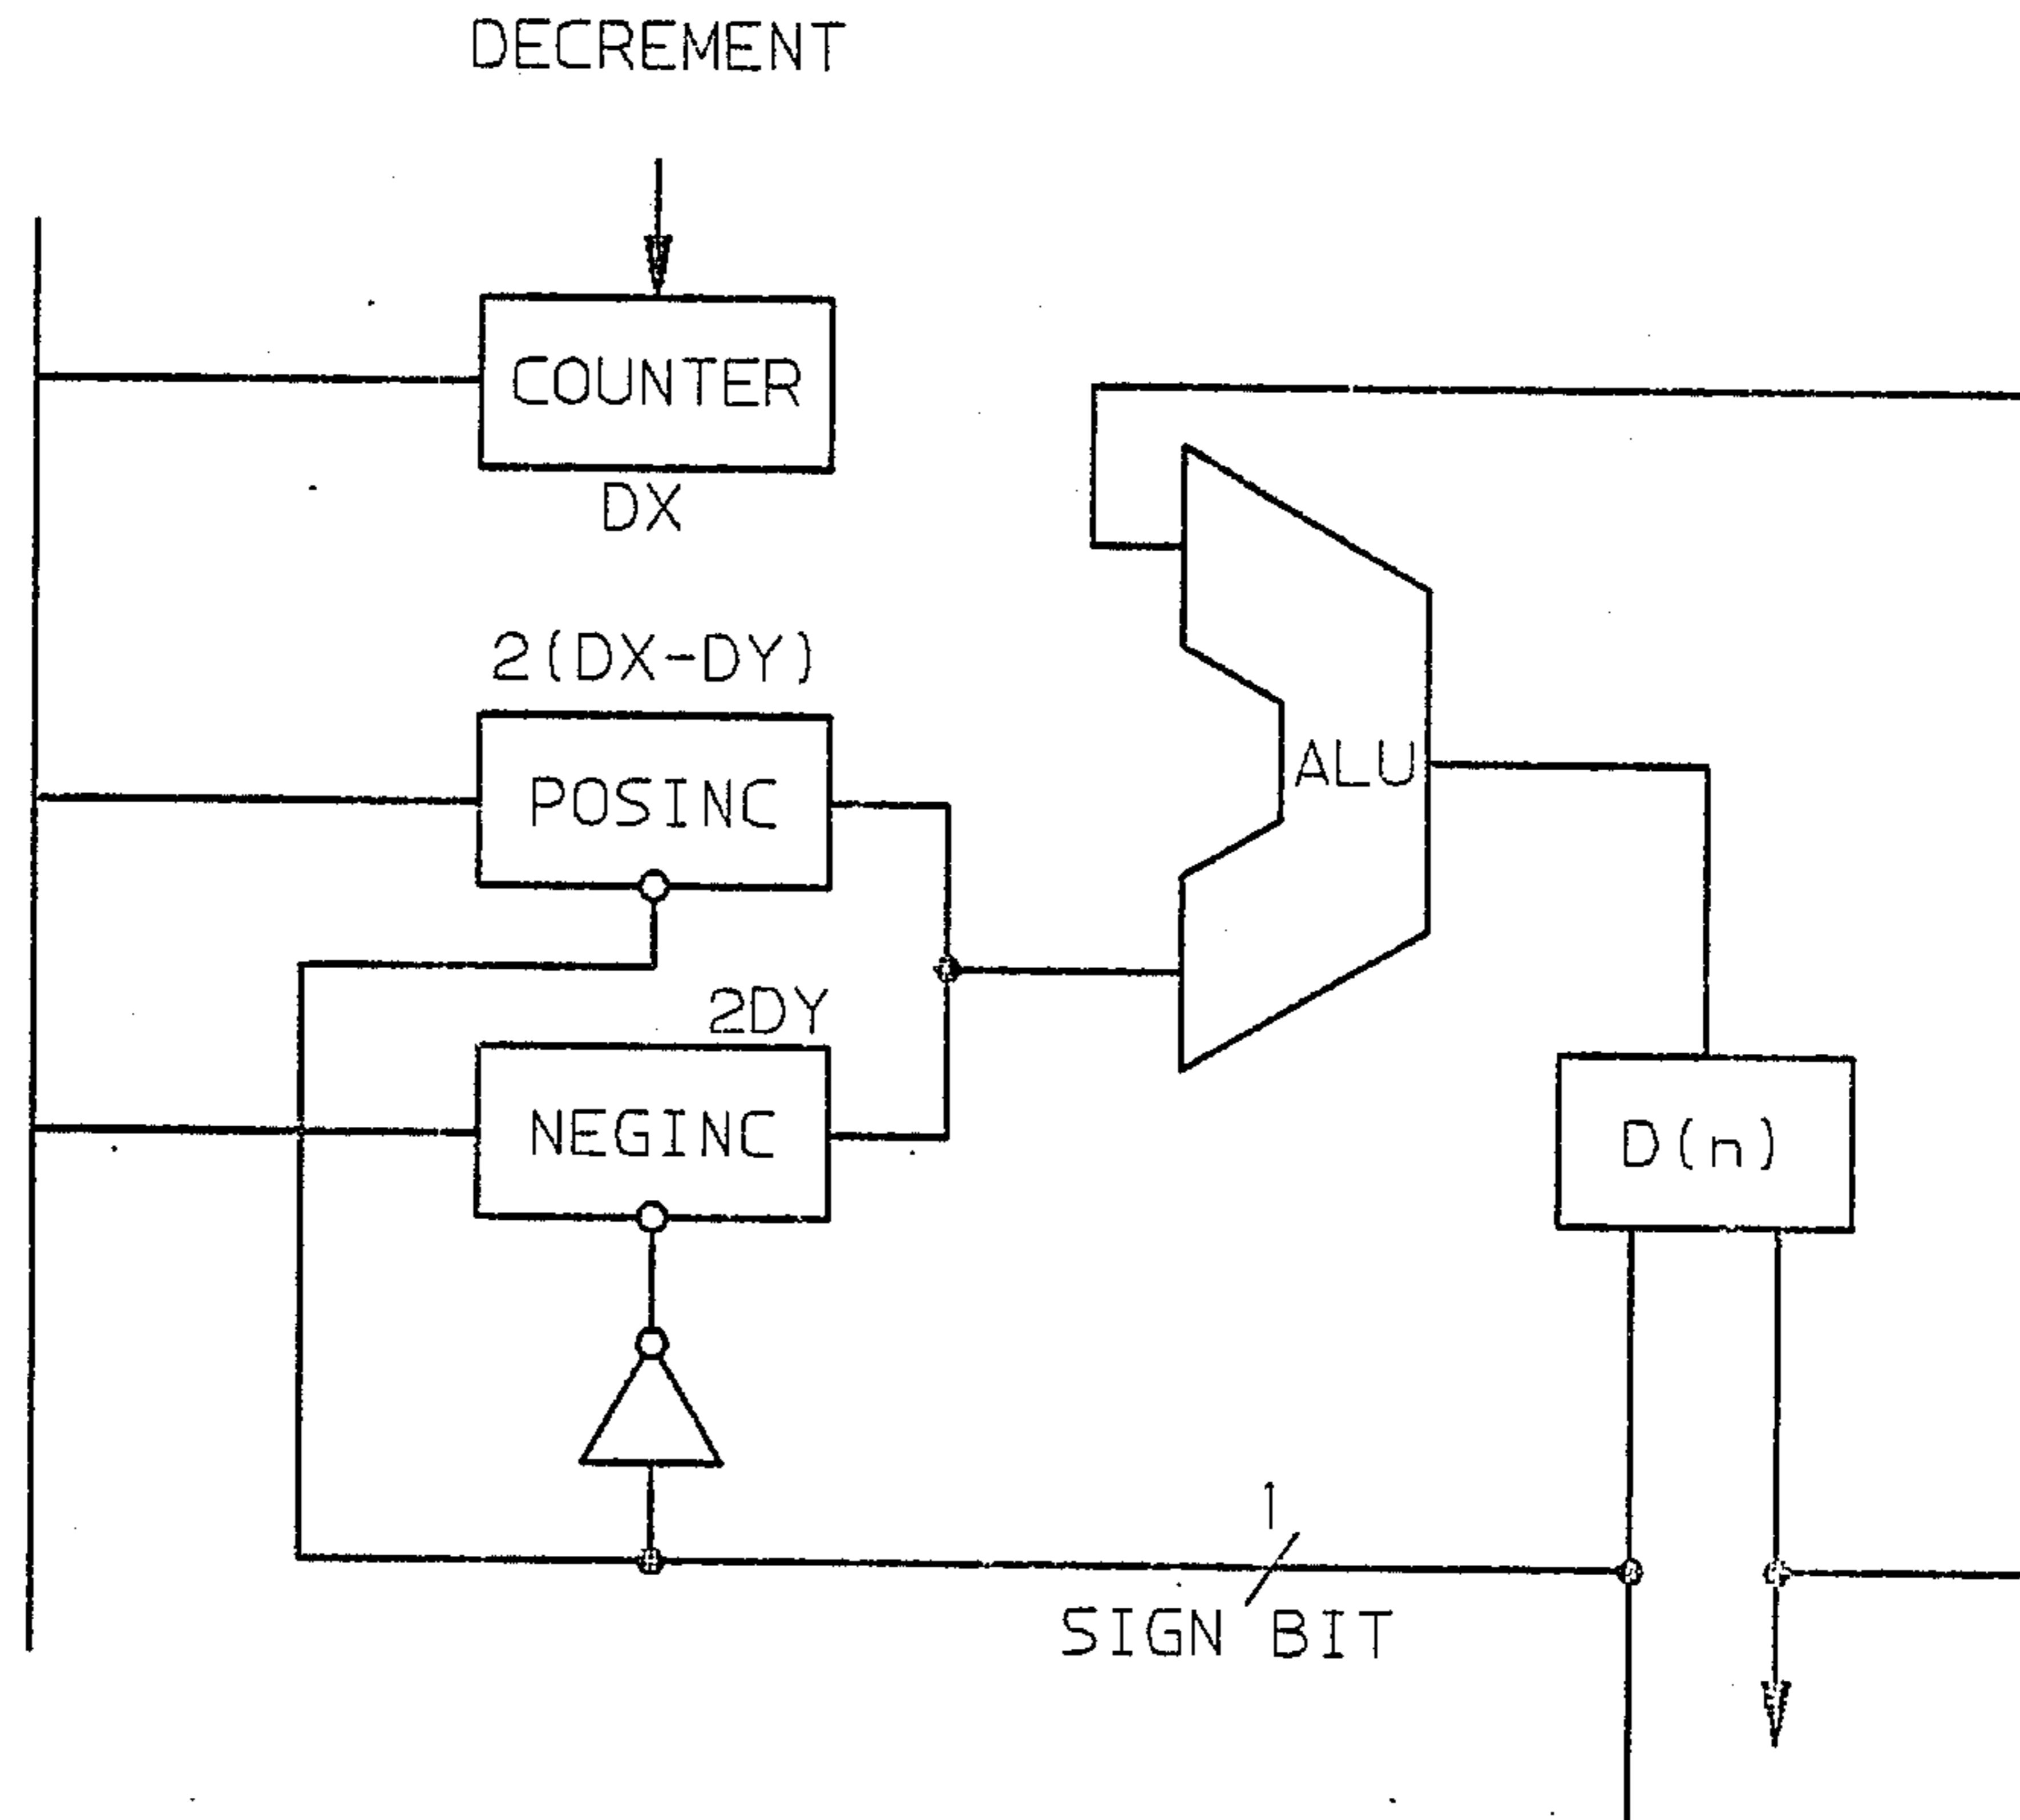 DECREMENT
COUNTER
DX
2(DX-DY)
POSINC
ALU
2DY
NEGINC
D(n)
1
SIGN BIT